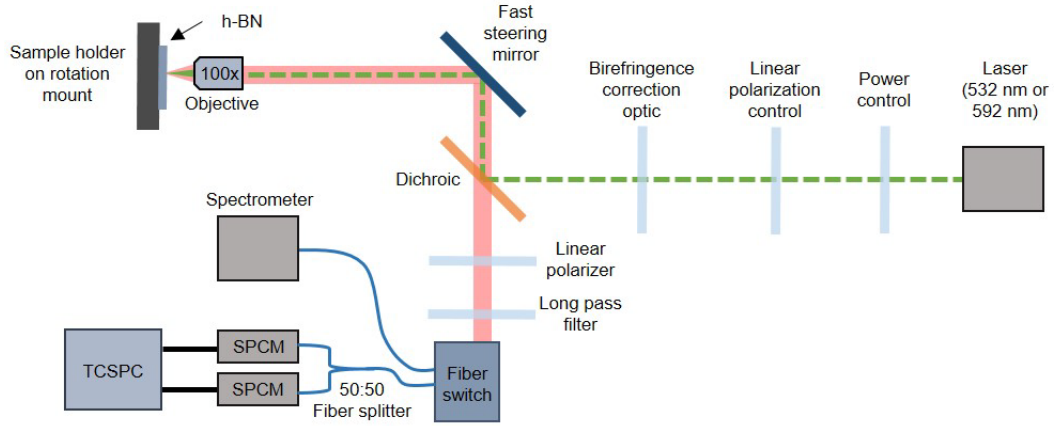 h-BN
Sample holder
on rotation
mount
100x
Objective
Fast
steering
mirror
Birefringence
correction
optic
Linear
polarization
control
Power
control
Laser
(532 nm or
592 nm)
Dichroic
Spectrometer
Linear
polarizer
Long pass
filter
TCSPC
SPCM
SPCM
50:50
Fiber splitter
Fiber
switch